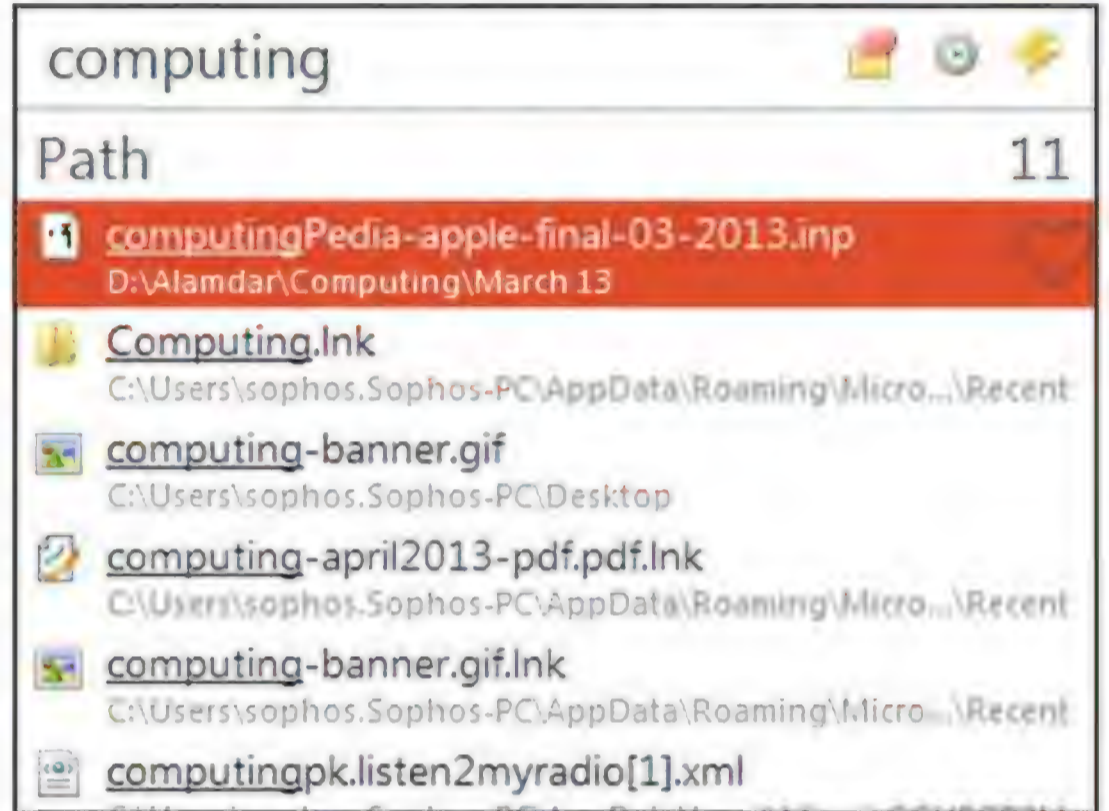 computing
Path 11
computingPedia-apple-final-03-2013.inp
D:\Alamdar\Computing\March 13
Computing.lnk
C:\Users\sophos.Sophos-PC\AppData\Roaming\Micro...\Recent
computing-banner.gif
C:\Users\sophos.Sophos-PC\Desktop
computing-april2013-pdf.pdf.lnk
C:\Users\sophos.Sophos-PC\AppData\Roaming\Micro...\Recent
computing-banner.gif.lnk
C:\Users\sophos.Sophos-PC\AppData\Roaming\Micro...\Recent
computingpk.listen2myradio[1].xml